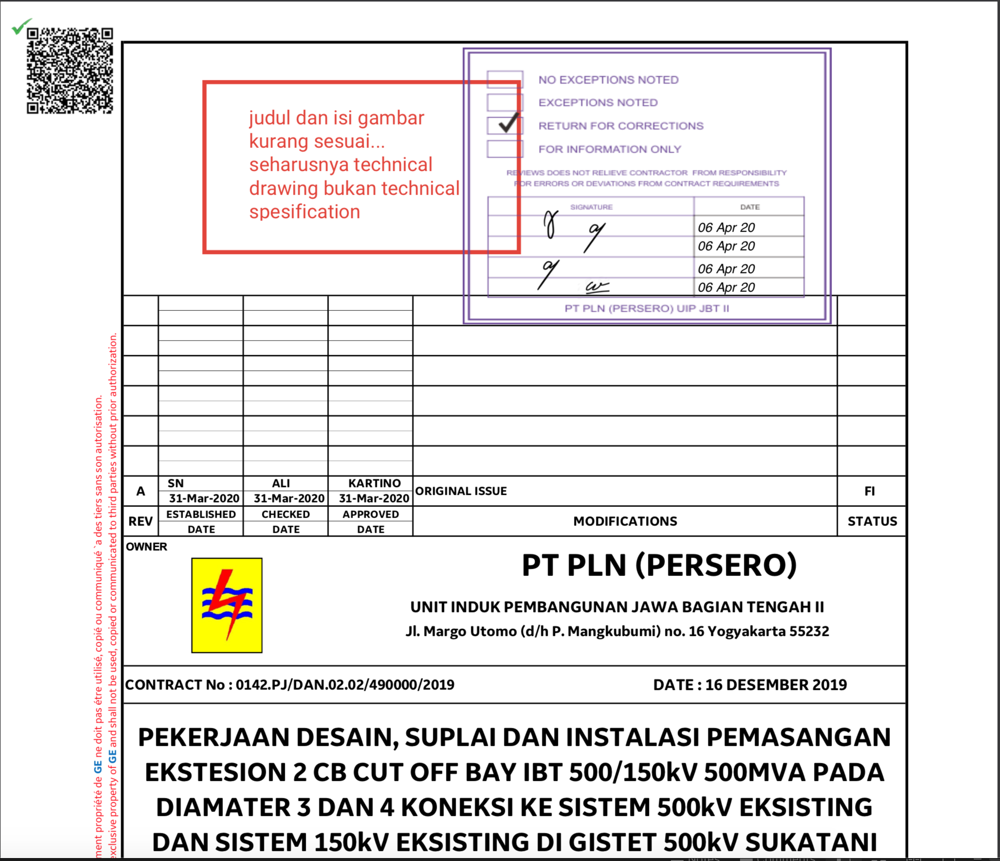 NO EXCEPTIONS NOTED
EXCEPTIONS NOTED
RETURN FOR CORRECTIONS
FOR INFORMATION ONLY
REVIEWS DOES NOT RELIEVE CONTRACTOR FROM RESPONSIBILITY
FOR ERRORS OR DEVIATIONS FROM CONTRACT REQUIREMENTS
SIGNATURE DATE
06 Apr 20
06 Apr 20
06 Apr 20
06 Apr 20
PT PLN (PERSERO) UIP JBT II
judul dan isi gambar
kurang sesuai...
seharusnya technical
drawing bukan technical
spesification
A SN ALI KARTINO ORIGINAL ISSUE FI
31-Mar-2020 31-Mar-2020 31-Mar-2020
REV ESTABLISHED CHECKED APPROVED MODIFICATIONS STATUS
DATE DATE DATE
OWNER
PT PLN (PERSERO)
UNIT INDUK PEMBANGUNAN JAWA BAGIAN TENGAH II
Jl. Margo Utomo (d/h P. Mangkubumi) no. 16 Yogyakarta 55232
CONTRACT No : 0142.PJ/DAN.02.02/490000/2019 DATE : 16 DESEMBER 2019
PEKERJAAN DESAIN, SUPLAI DAN INSTALASI PEMASANGAN
EKSTESION 2 CB CUT OFF BAY IBT 500/150kV 500MVA PADA
DIAMATER 3 DAN 4 KONEKSI KE SISTEM 500kV EKSISTING
DAN SISTEM 150kV EKSISTING DI GISTET 500kV SUKATANI
ment propriété de GE ne doit pas étre utilisé, copié ou communiqué `a des tiers sans son autorisation.
exclusive property of GE and shall not be used, copied or communicated to third parties without prior authorization.